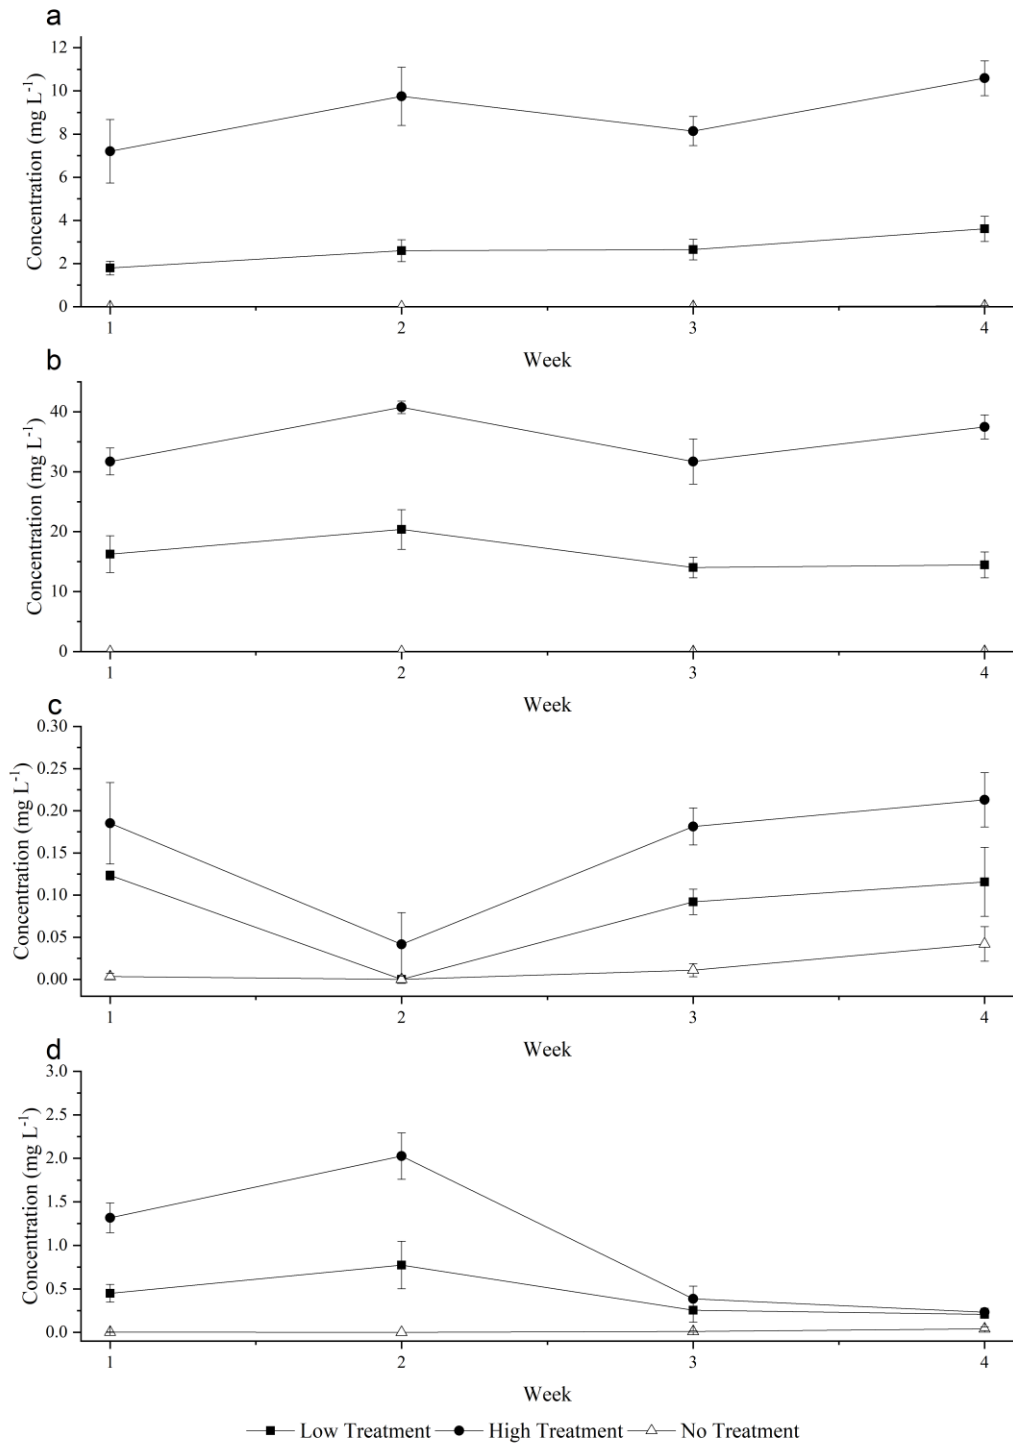 a
Concentration (mg L⁻¹)
12
10
8
6
4
2
0
1 2 3 4
Week
b
Concentration (mg L⁻¹)
40
30
20
10
0
1 2 3 4
Week
c
Concentration (mg L⁻¹)
0.30
0.25
0.20
0.15
0.10
0.05
0.00
1 2 3 4
Week
d
Concentration (mg L⁻¹)
3.0
2.5
2.0
1.5
1.0
0.5
0.0
1 2 3 4
Week
Low Treatment High Treatment No Treatment